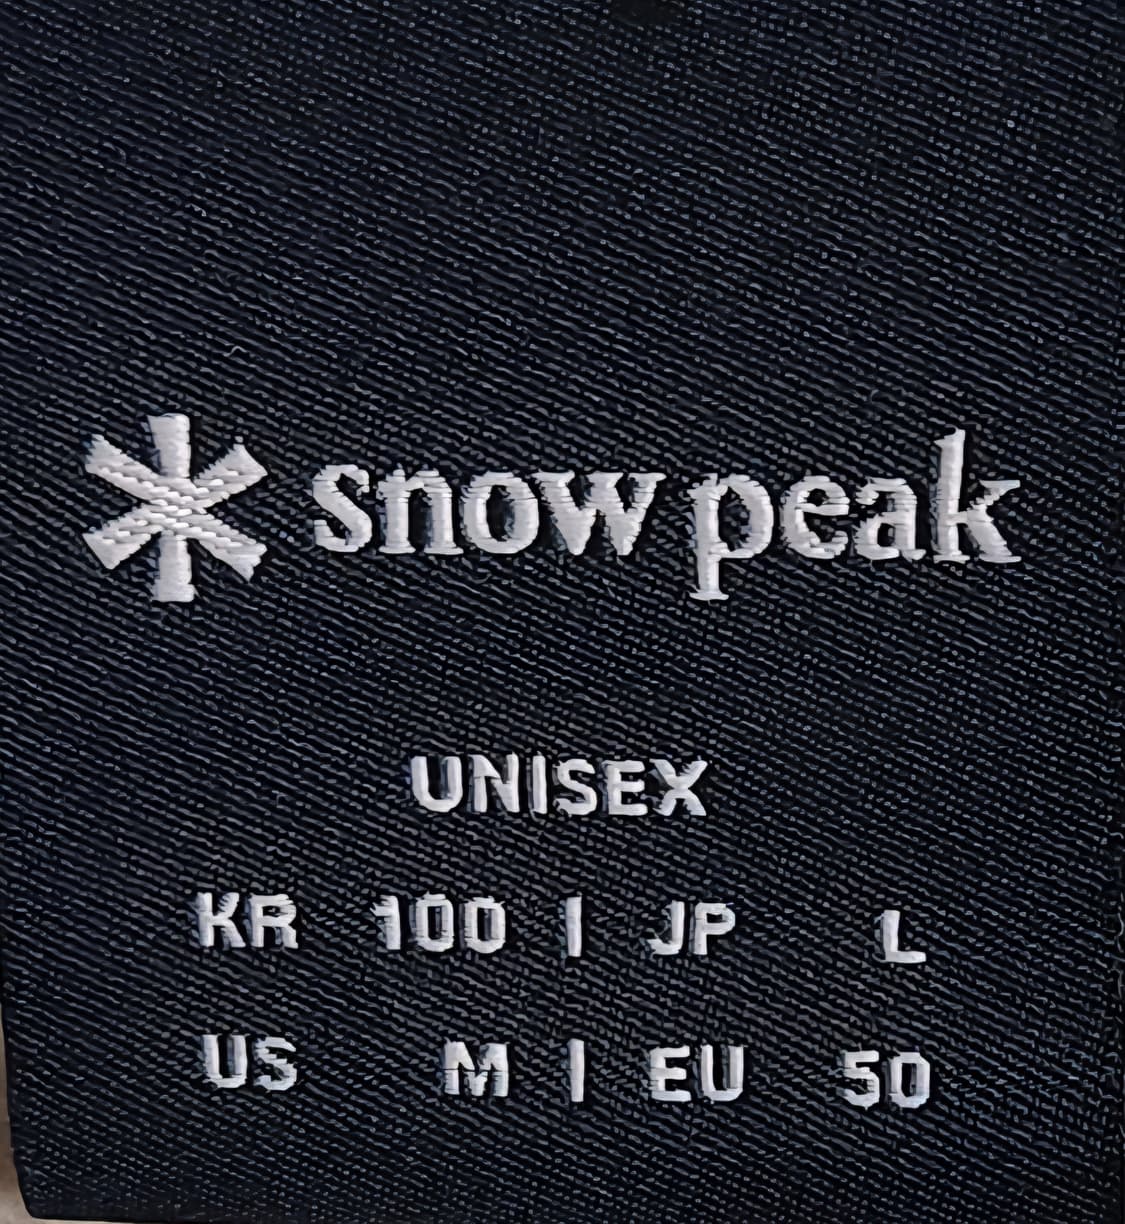 snow peak
UNISEX
KR 100 | JP L
US M | EU 50